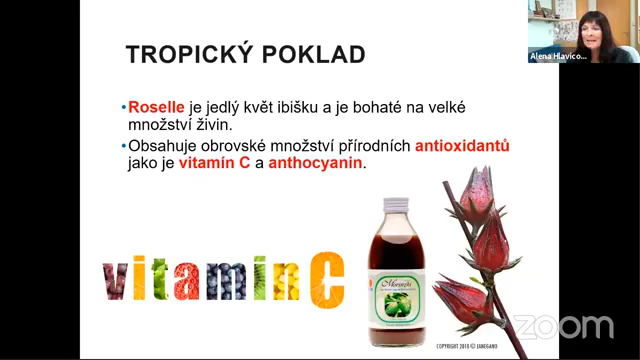 Alena Hlavico...
TROPICKÝ POKLAD
•Roselle je jedlý květ ibišku a je bohaté na velké
množství živin.
•Obsahuje obrovské množství přírodních antioxidantů
jako je vitamín C a anthocyanin.
vitamin C
COPYRIGHT 2018 © JANEGANO
zoom